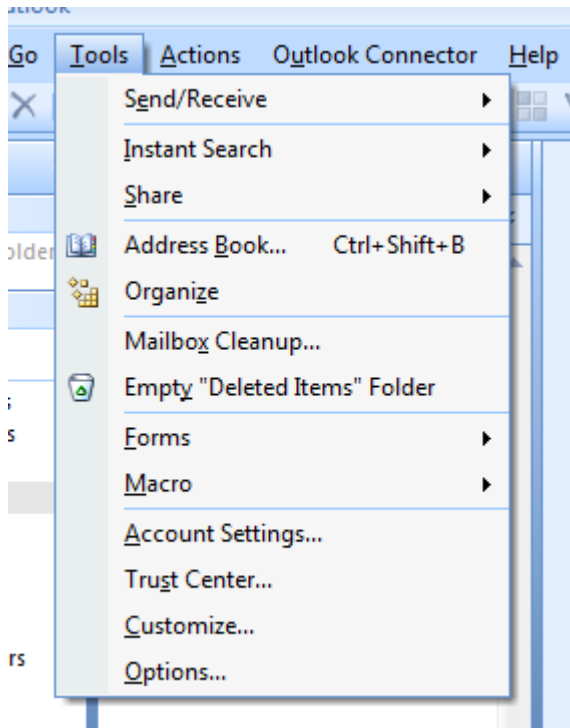 Go Tools Actions Outlook Connector Help
Send/Receive
Instant Search
Share
Address Book... Ctrl+Shift+B
Organize
Mailbox Cleanup...
Empty "Deleted Items" Folder
Forms
Macro
Account Settings...
Trust Center...
Customize...
Options...